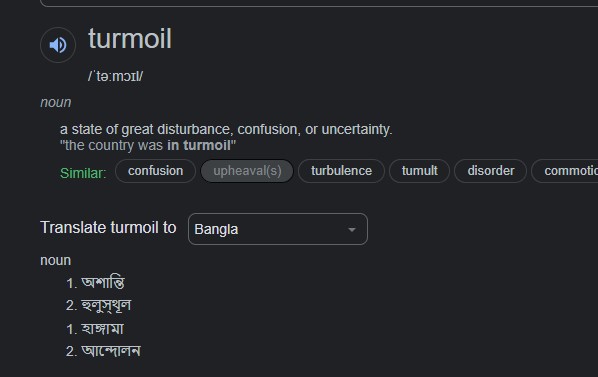 turmoil
/ˈtəːmɔɪl/
noun
a state of great disturbance, confusion, or uncertainty.
"the country was in turmoil"
Similar: confusion upheaval(s) turbulence tumult disorder commotic
Translate turmoil to Bangla
noun
1. অশান্তি
2. হুলুস্থূল
1. হাঙ্গামা
2. আন্দোলন